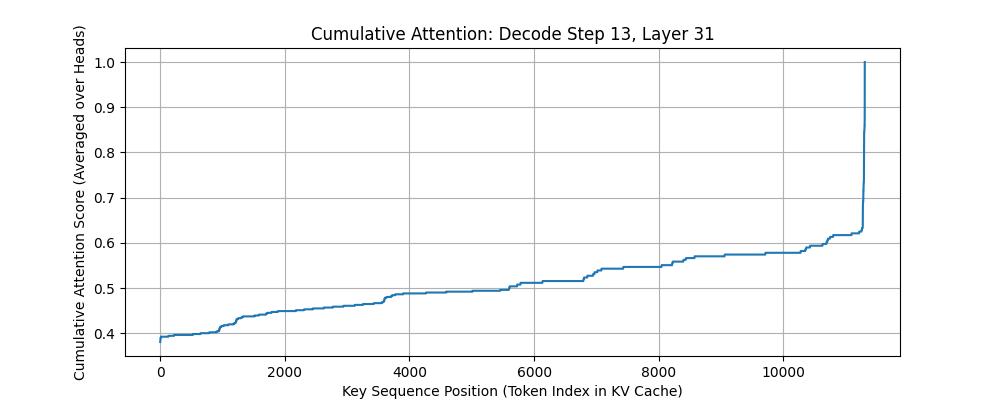 Cumulative Attention: Decode Step 13, Layer 31
Cumulative Attention Score (Averaged over Heads)
1.0
0.9
0.8
0.7
0.6
0.5
0.4
0 2000 4000 6000 8000 10000
Key Sequence Position (Token Index in KV Cache)